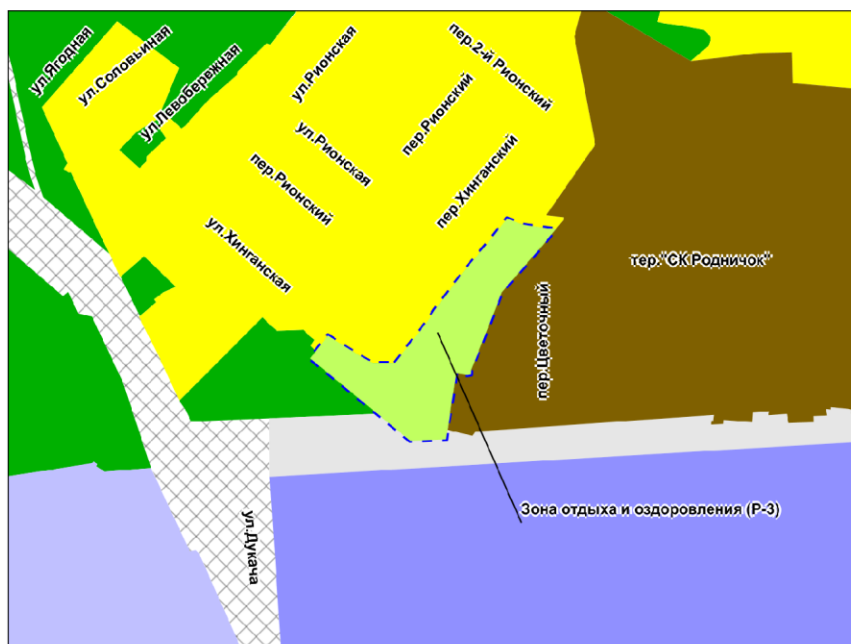 ул.Ягодная
ул.Соловьиная
ул.Левобережная
ул.Рионская
пер.2-й Рионский
пер.Рионский
ул.Рионская
пер.Рионский
пер.Хинганский
ул.Хинганская
тер."СК Родничок"
пер.Цветочный
Зона отдыха и оздоровления (Р-3)
ул.Дукача